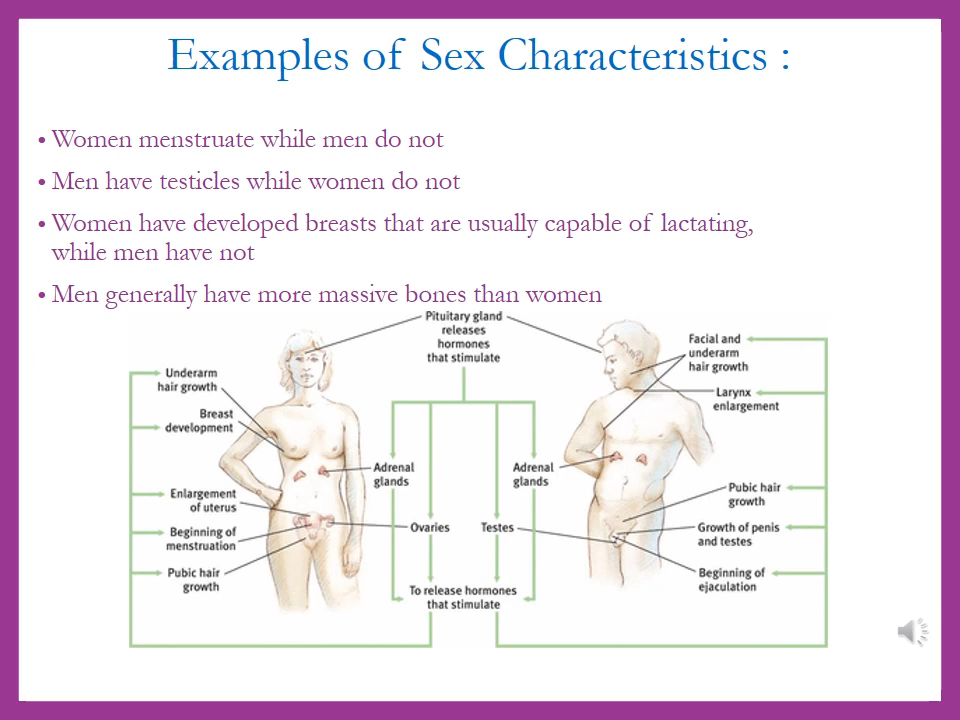 Examples of Sex Characteristics :
• Women menstruate while men do not
• Men have testicles while women do not
• Women have developed breasts that are usually capable of lactating,
while men have not
• Men generally have more massive bones than women
Pituitary gland
releases
hormones
that stimulate
Underarm
hair growth
Breast
development
Enlargement
of uterus
Beginning of
menstruation
Pubic hair
growth
Adrenal
glands
Ovaries
Adrenal
glands
Testes
To release hormones
that stimulate
Facial and
underarm
hair growth
Larynx
enlargement
Pubic hair
growth
Growth of penis
and testes
Beginning of
ejaculation